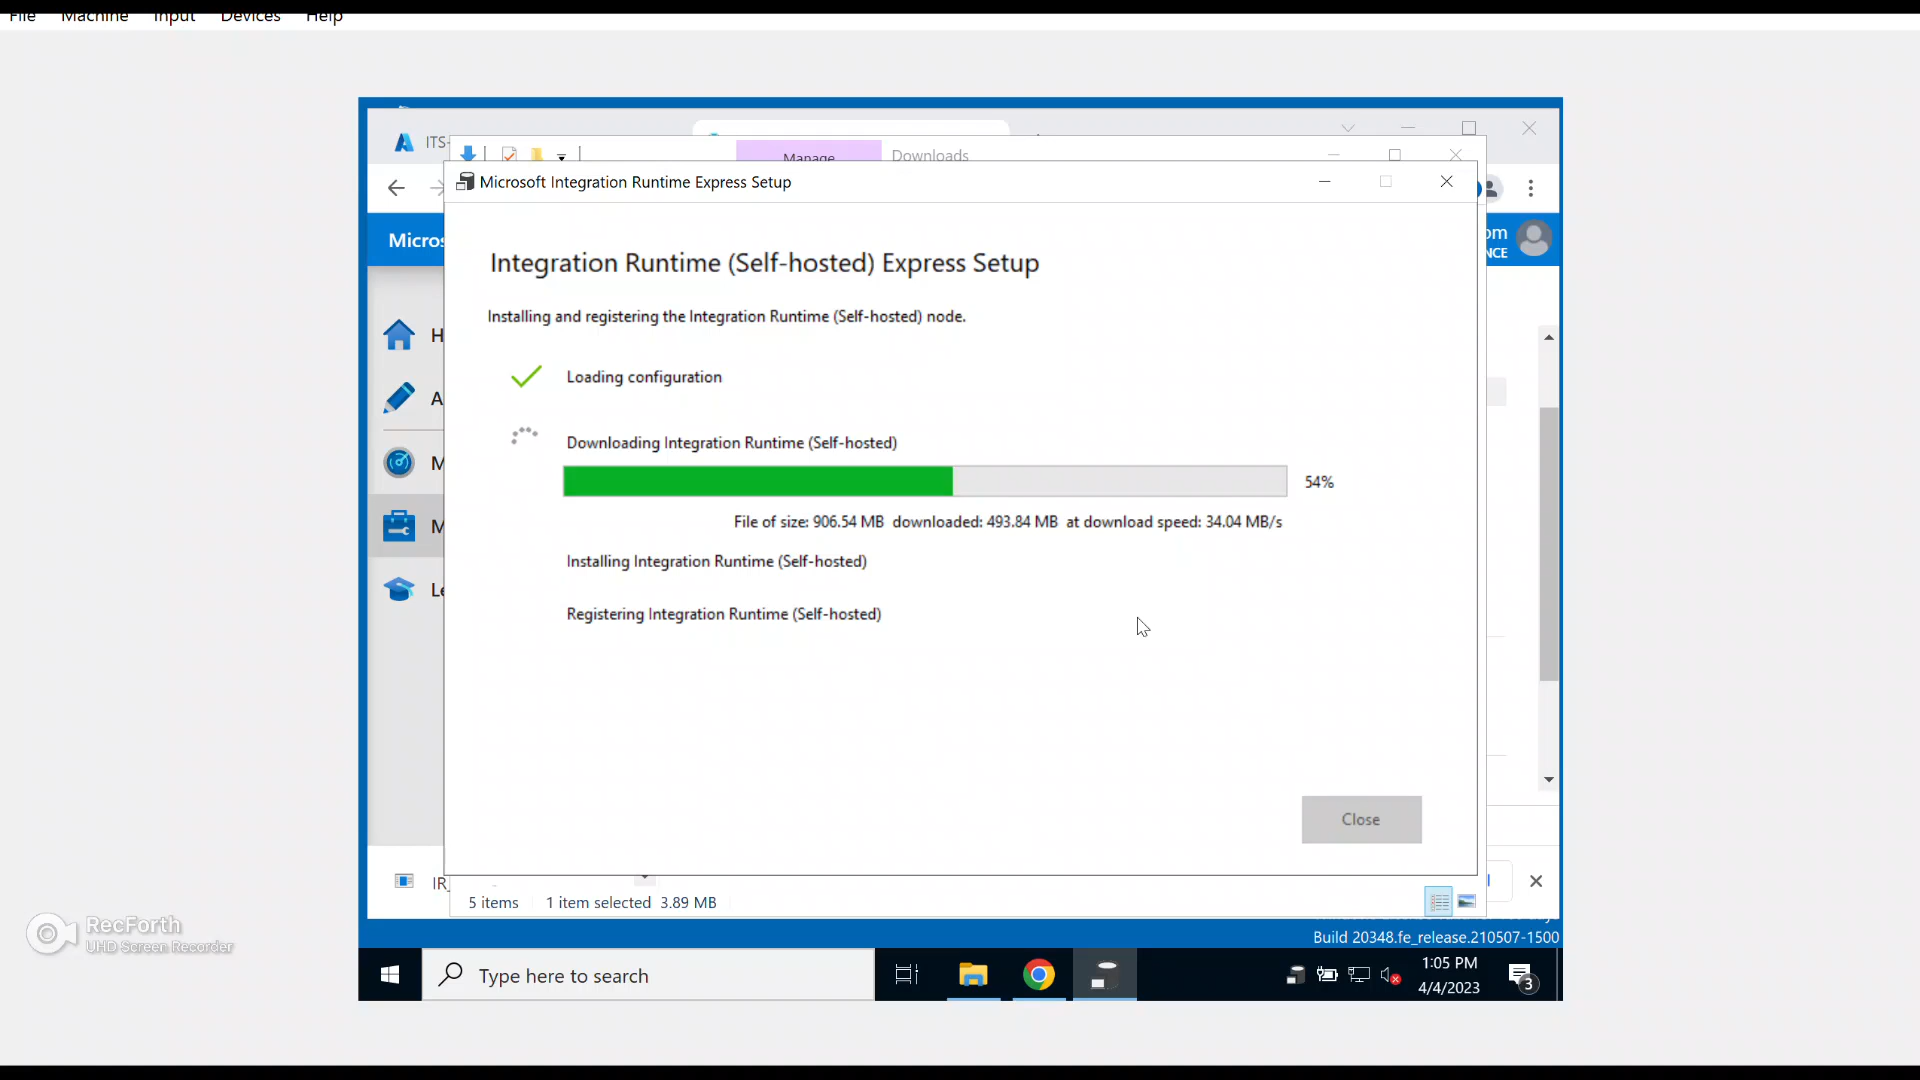 File Machine Input Devices Help
ITS-
Manage Downloads
Microsoft Integration Runtime Express Setup
Micros
Integration Runtime (Self-hosted) Express Setup
Installing and registering the Integration Runtime (Self-hosted) node.
H
Loading configuration
A
Downloading Integration Runtime (Self-hosted)
M
54%
File of size: 906.54 MB downloaded: 493.84 MB at download speed: 34.04 MB/s
M
Installing Integration Runtime (Self-hosted)
Le
Registering Integration Runtime (Self-hosted)
Close
IR_
5 items 1 item selected 3.89 MB
RecForth
UHD Screen Recorder
Build 20348.fe_release.210507-1500
Type here to search
1:05 PM
4/4/2023
3